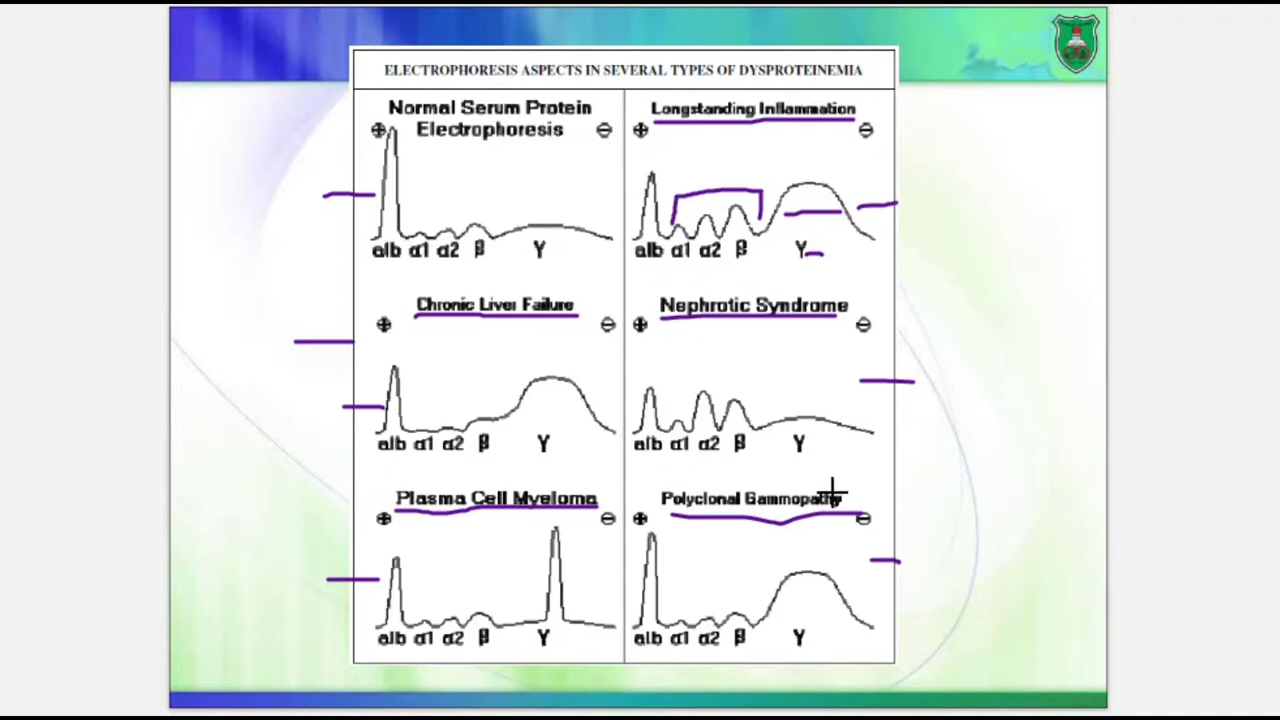 ELECTROPHORESIS ASPECTS IN SEVERAL TYPES OF DYSPROTEINEMIA
Normal Serum Protein
Electrophoresis
⊕ ⊖
alb α1 α2 β γ
Longstanding Inflammation
⊕ ⊖
alb α1 α2 β γ
Chronic Liver Failure
⊕ ⊖
alb α1 α2 β γ
Nephrotic Syndrome
⊕ ⊖
alb α1 α2 β γ
Plasma Cell Myeloma
⊕ ⊖
alb α1 α2 β γ
Polyclonal Gammopathy
⊕ ⊖
alb α1 α2 β γ